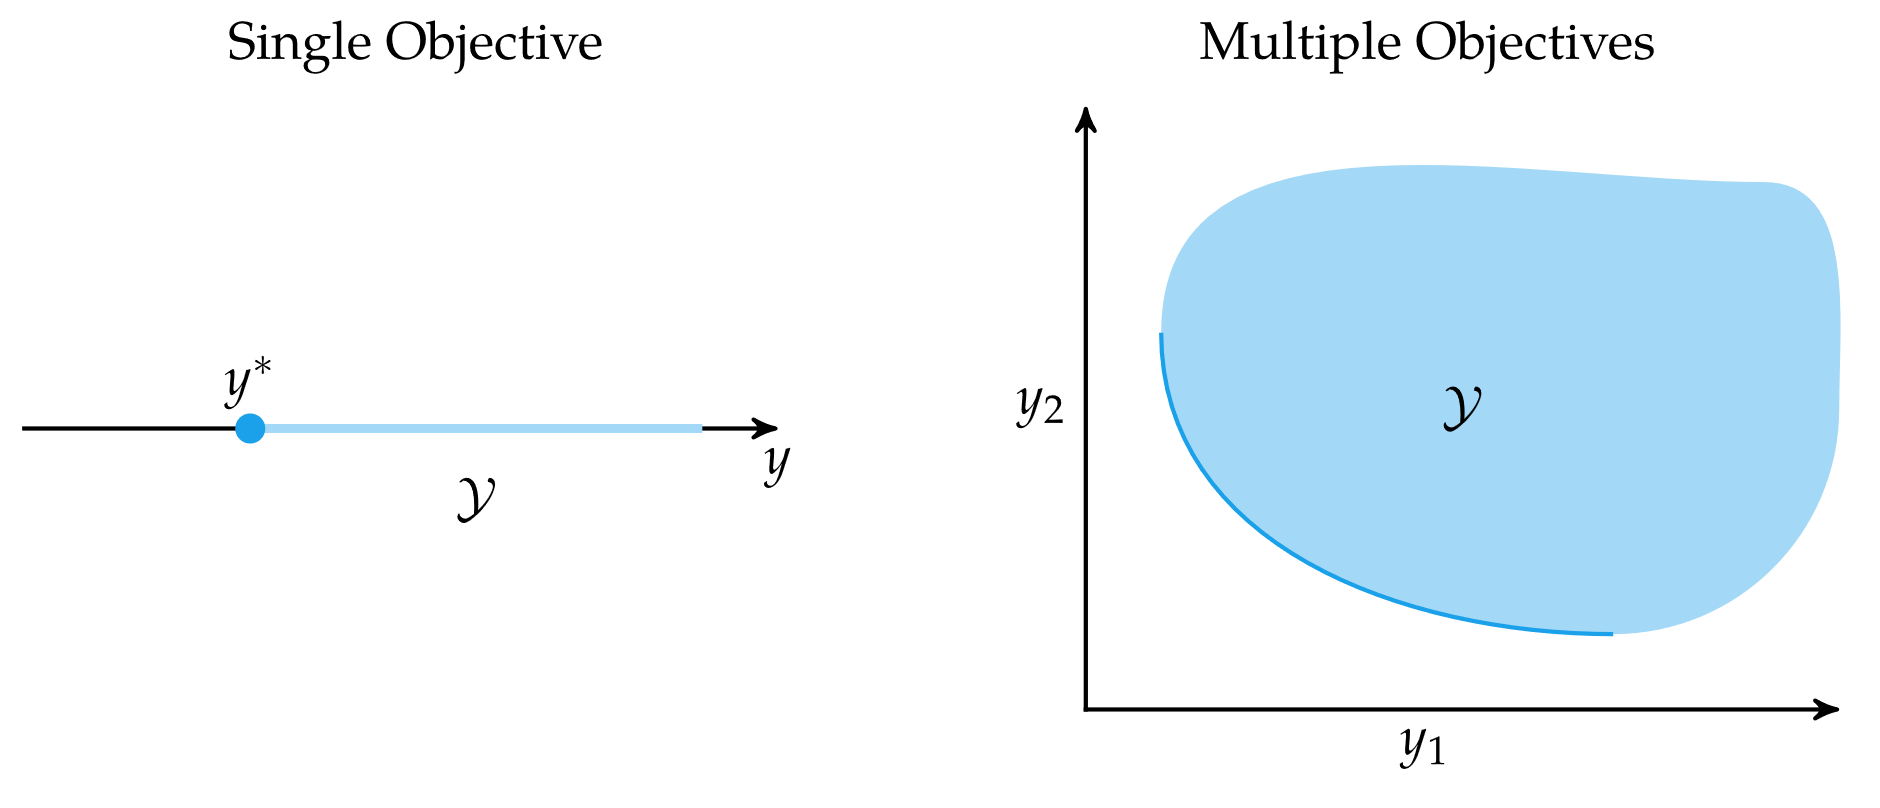 Single Objective
y*
y
𝒴
Multiple Objectives
y₂
𝒴
y₁